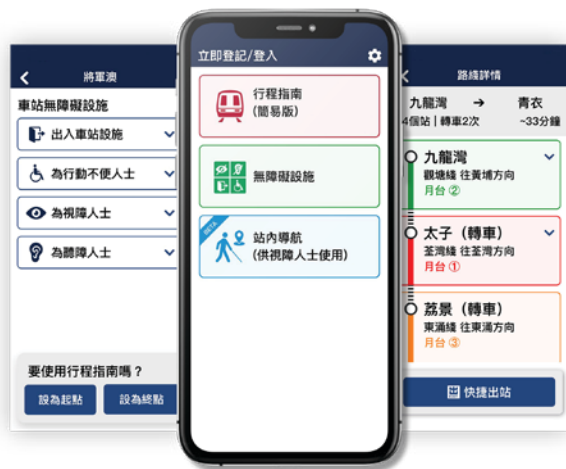 將軍澳
車站無障礙設施
出入車站設施
為行動不便人士
為視障人士
為聽障人士
要使用行程指南嗎？
設為起點
設為終點
立即登記/登入
行程指南
(簡易版)
無障礙設施
BETA
站內導航
(供視障人士使用)
路綫詳情
九龍灣 → 青衣
4個站 | 轉車2次 ~33分鐘
九龍灣
觀塘綫 往黃埔方向
月台 ②
太子（轉車）
荃灣綫 往荃灣方向
月台 ①
荔景（轉車）
東涌綫 往東涌方向
月台 ③
快捷出站